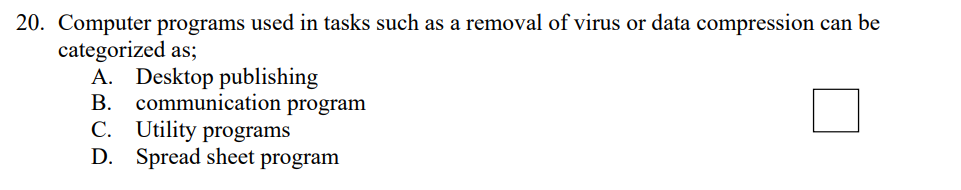 20. Computer programs used in tasks such as a removal of virus or data compression can be
categorized as;
A. Desktop publishing
B. communication program
C. Utility programs
D. Spread sheet program